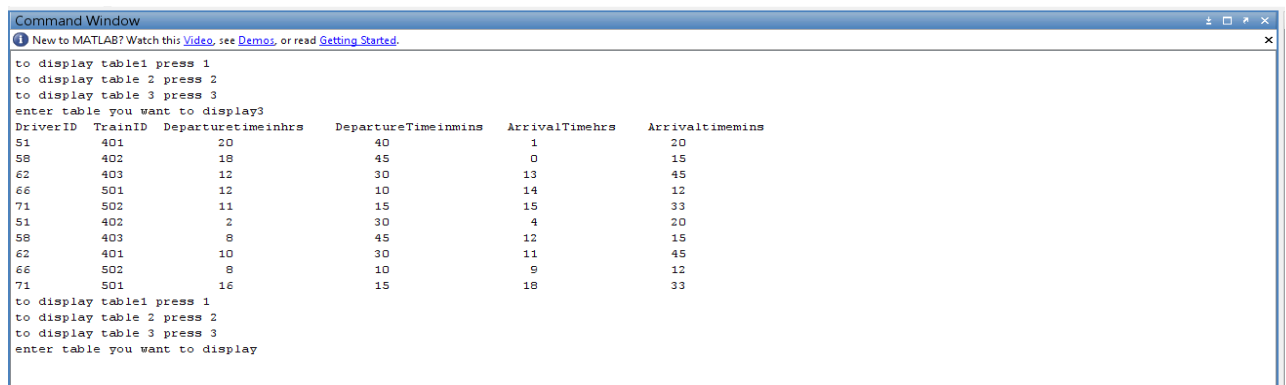 Command Window
New to MATLAB? Watch this Video, see Demos, or read Getting Started.
to display table1 press 1
to display table 2 press 2
to display table 3 press 3
enter table you want to display3
DriverID TrainID Departuretimeinhrs DepartureTimeinmins ArrivalTimehrs Arrivaltimemins
51 401 20 40 1 20
58 402 18 45 0 15
62 403 12 30 13 45
66 501 12 10 14 12
71 502 11 15 15 33
51 402 2 30 4 20
58 403 8 45 12 15
62 401 10 30 11 45
66 502 8 10 9 12
71 501 16 15 18 33
to display table1 press 1
to display table 2 press 2
to display table 3 press 3
enter table you want to display